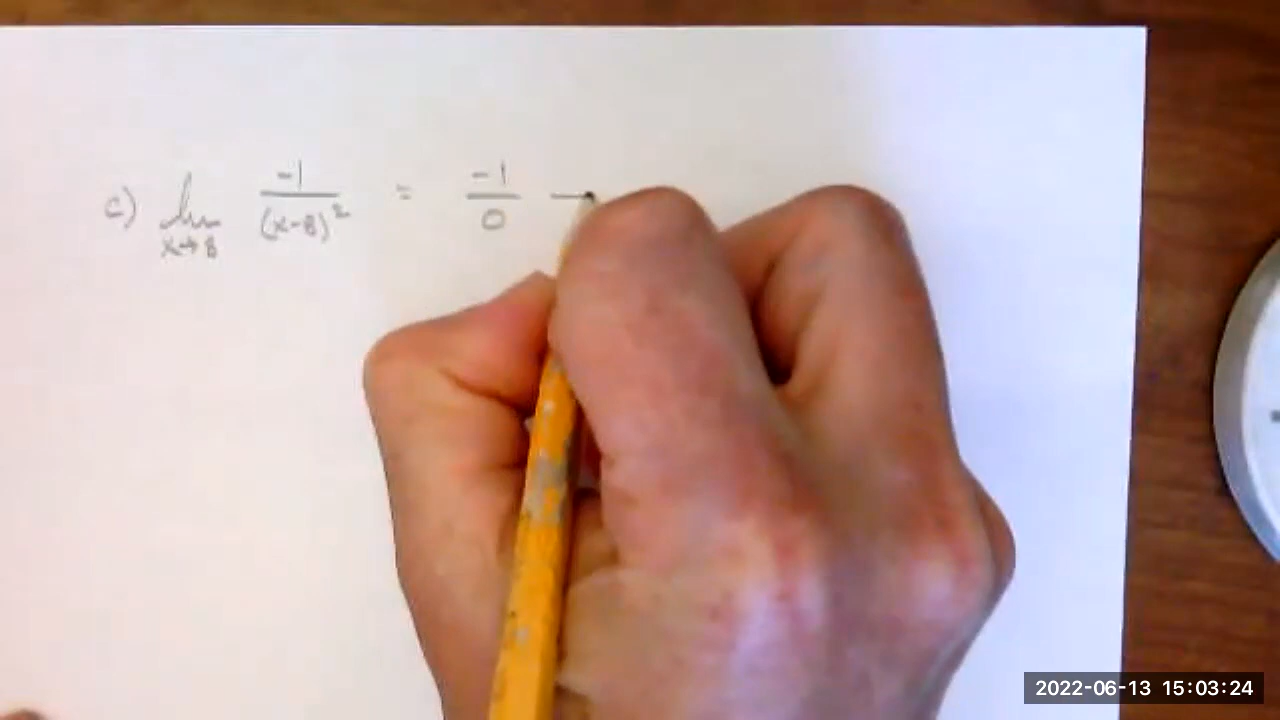 c) lim x→8 -1/(x-8)² = -1/0 —
2022-06-13 15:03:24